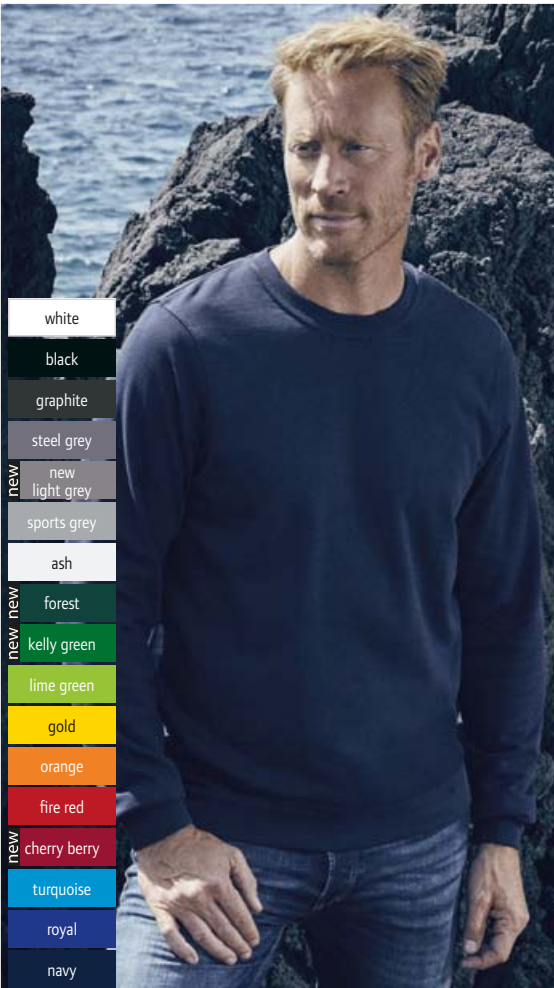 white
black
graphite
steel grey
new
new
light grey
sports grey
ash
new
forest
new
kelly green
lime green
gold
orange
fire red
new
cherry berry
turquoise
royal
navy